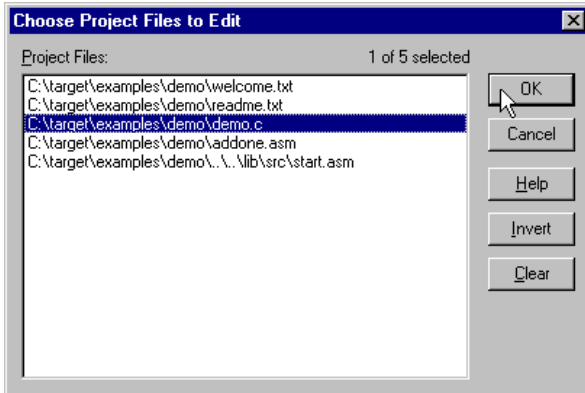 Choose Project Files to Edit
Project Files: 1 of 5 selected
C:\target\examples\demo\welcome.txt
C:\target\examples\demo\readme.txt
C:\target\examples\demo\demo.c
C:\target\examples\demo\addone.asm
C:\target\examples\demo\..\..\lib\src\start.asm
OK
Cancel
Help
Invert
Clear